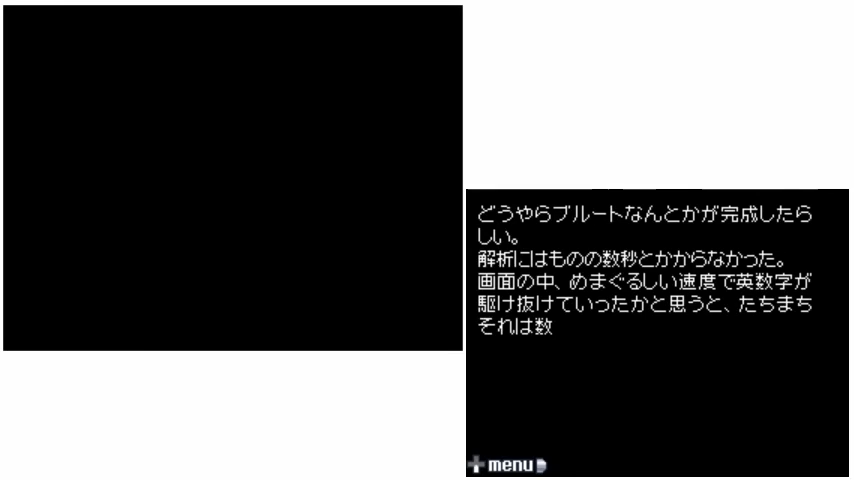 どうやらブルートなんとかが完成したら
しい。
解析にはものの数秒とかからなかった。
画面の中、めまぐるしい速度で英数字が
駆け抜けていったかと思うと、たちまち
それは数
menu